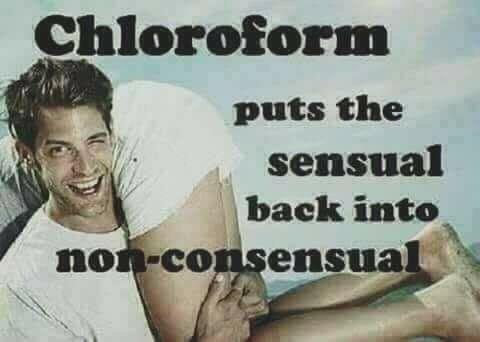 Chloroform
puts the
sensual
back into
non-consensual